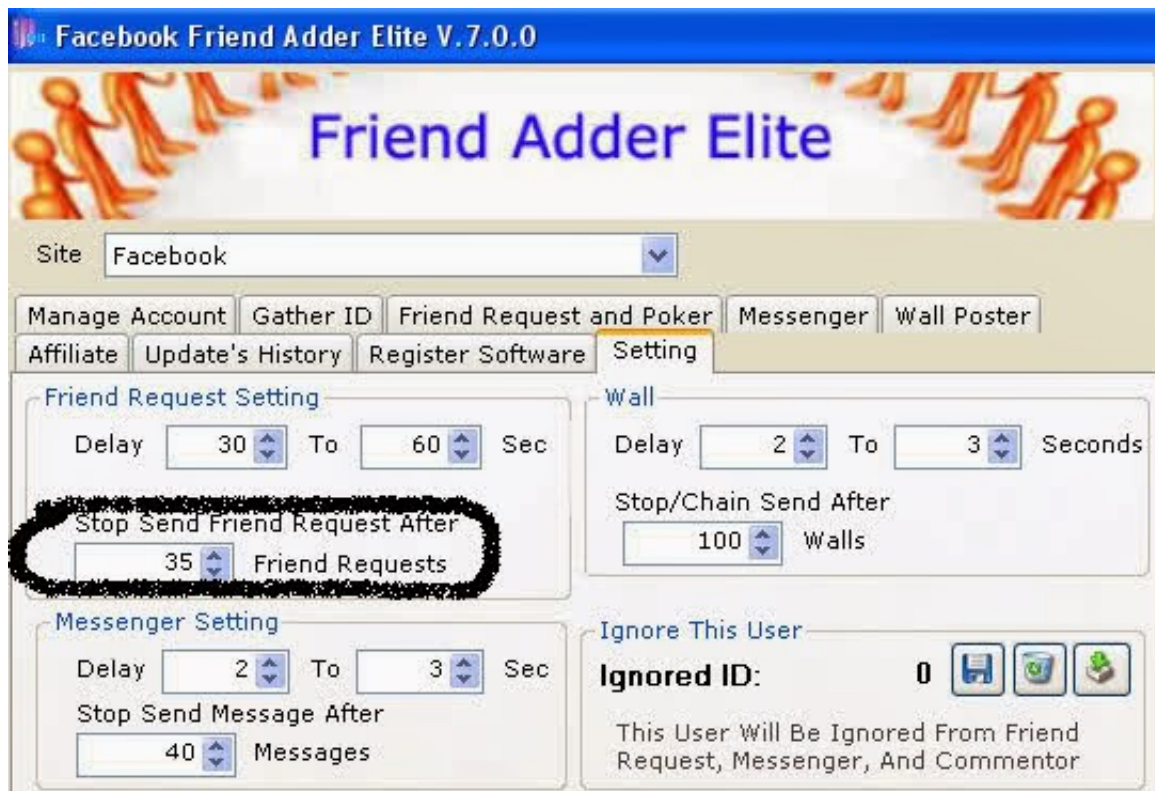 Facebook Friend Adder Elite V.7.0.0
Friend Adder Elite
Site Facebook
Manage Account Gather ID Friend Request and Poker Messenger Wall Poster
Affiliate Update's History Register Software Setting
Friend Request Setting
Delay 30 To 60 Sec
Stop Send Friend Request After
35 Friend Requests
Wall
Delay 2 To 3 Seconds
Stop/Chain Send After
100 Walls
Messenger Setting
Delay 2 To 3 Sec
Stop Send Message After
40 Messages
Ignore This User
Ignored ID: 0
This User Will Be Ignored From Friend
Request, Messenger, And Commentor